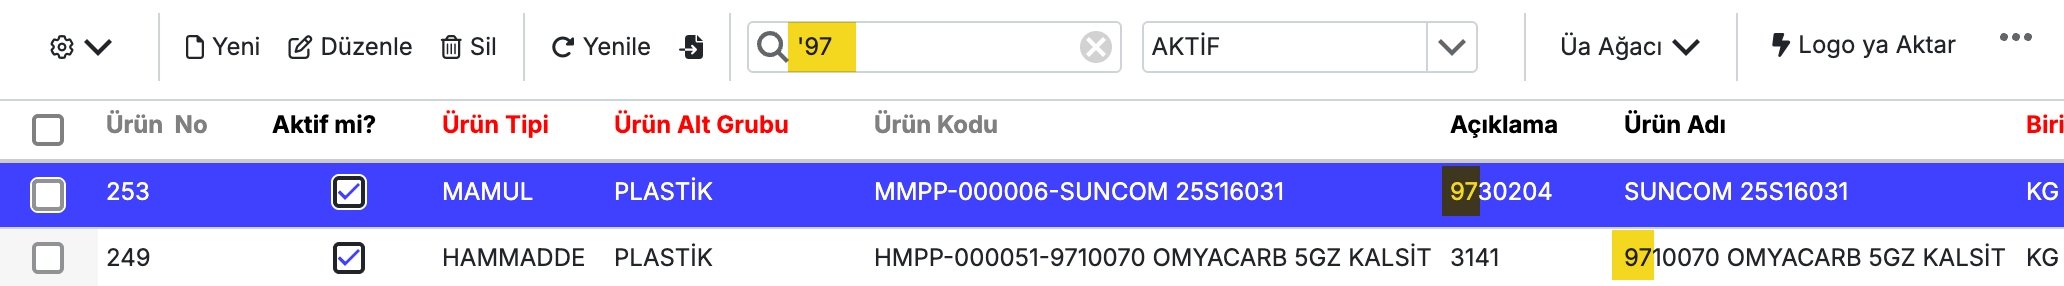 Yeni Düzenle Sil Yenile '97 AKTİF Üa Ağacı Logo ya Aktar
Ürün No Aktif mi? Ürün Tipi Ürün Alt Grubu Ürün Kodu Açıklama Ürün Adı Biri
253 MAMUL PLASTİK MMPP-000006-SUNCOM 25S16031 9730204 SUNCOM 25S16031 KG
249 HAMMADDE PLASTİK HMPP-000051-9710070 OMYACARB 5GZ KALSİT 3141 9710070 OMYACARB 5GZ KALSİT KG